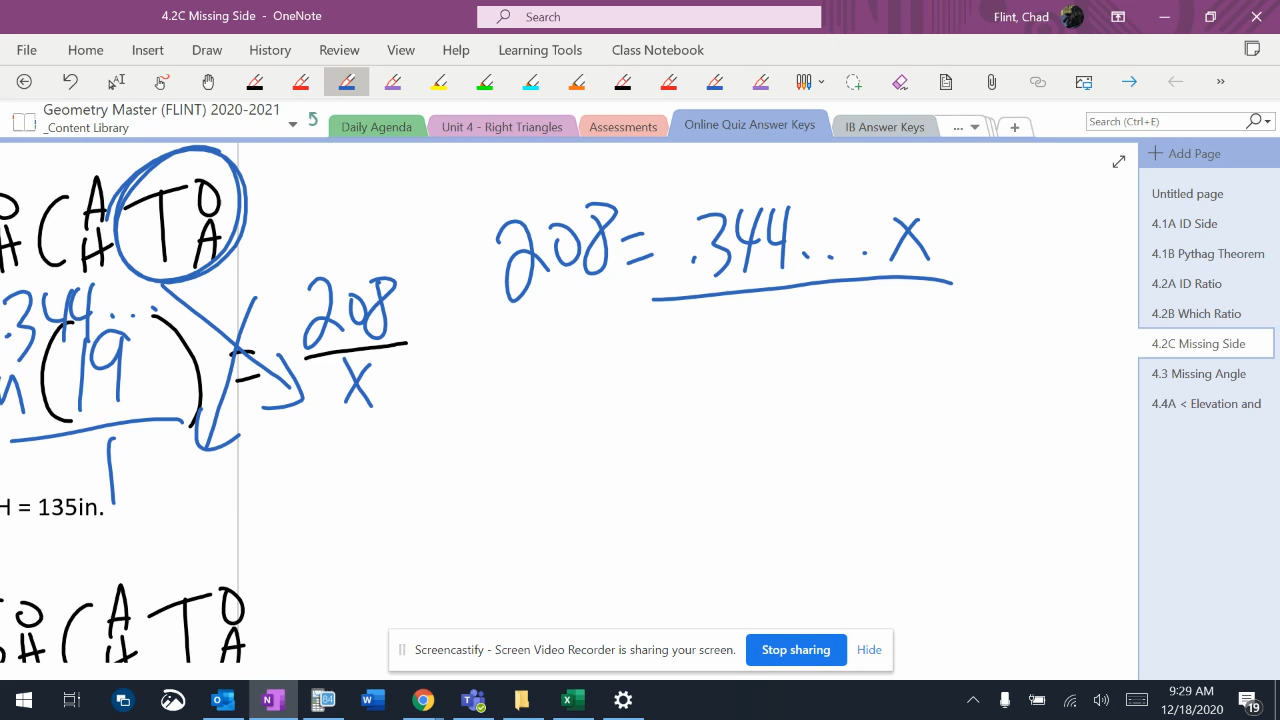 4.2C Missing Side - OneNote
Search
Flint, Chad
File Home Insert Draw History Review View Help Learning Tools Class Notebook
Geometry Master (FLINT) 2020-2021
_Content Library
Daily Agenda
Unit 4 - Right Triangles
Assessments
Online Quiz Answer Keys
IB Answer Keys
...
Search (Ctrl+E)
Add Page
Untitled page
4.1A ID Side
4.1B Pythag Theorem
4.2A ID Ratio
4.2B Which Ratio
4.2C Missing Side
4.3 Missing Angle
4.4A < Elevation and
O A O
H C H T A
208 = .344... x
.344...
n (19) = 208
1 x
H = 135in.
O A O
H C H T A
Screencastify - Screen Video Recorder is sharing your screen.
Stop sharing
Hide
84
9:29 AM
12/18/2020
19